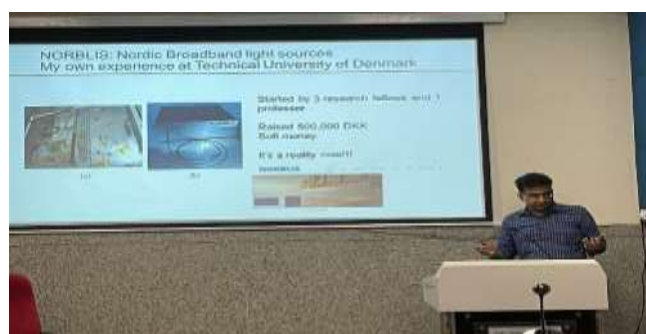 NORBLIS: Nordic Broadband light sources
My own experience at Technical University of Denmark
Started by 3 research fellows and 1
professor
Raised 500,000 DKK
Soft money
It's a reality now!!!
(a)
(b)
NORBLIS